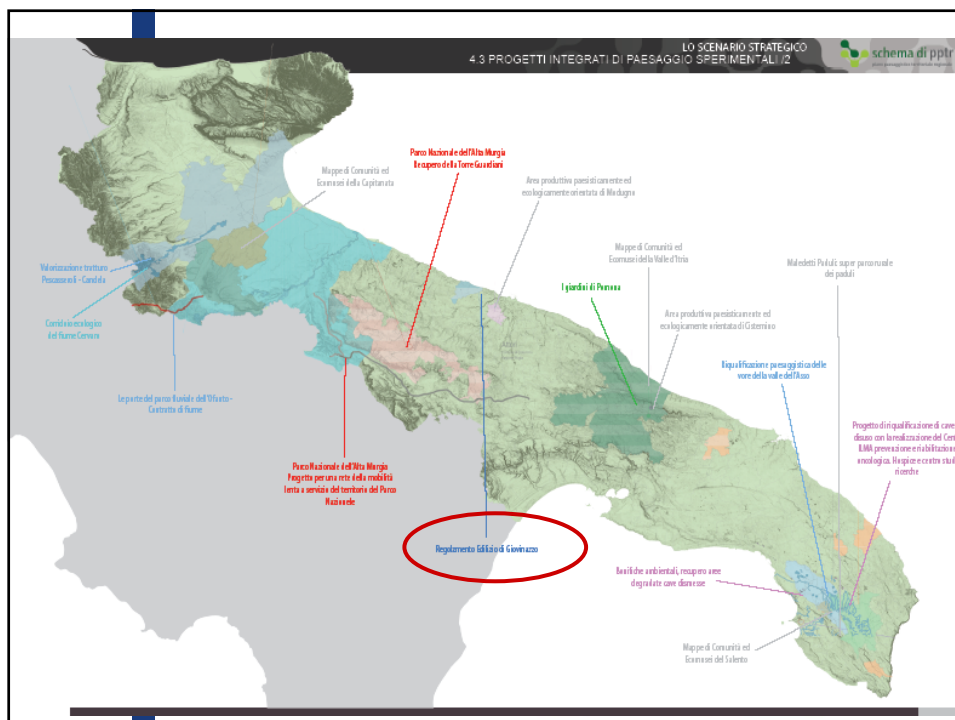 LO SCENARIO STRATEGICO
4.3 PROGETTI INTEGRATI DI PAESAGGIO SPERIMENTALI /2
schema di pptr
Parco Nazionale dell'Alta Murgia
Recupero della Torre Guardiani
Mappe di Comunità ed
Ecomusei della Capitanata
Area produttiva paesisticamente ed
ecologicamente orientata di Modugno
Mappe di Comunità ed
Ecomusei della Valle d'Itria
Maledetti Paduli: super parco rurale
dei paduli
Valorizzazione tratturo
Pescasseroli - Candela
I giardini di Pomona
Area produttiva paesisticamente ed
ecologicamente orientata di Cisternino
Corridoio ecologico
del fiume Cervaro
Riqualificazione paesaggistica delle
vore della valle dell'Asso
Le porte del parco fluviale dell'Ofanto -
Contratto di fiume
Progetto di riqualificazione di cave
disuso con la realizzazione del Cent
ILMA prevenzione e riabilitazione
oncologica. Hospice e centro studi
ricerche
Parco Nazionale dell'Alta Murgia
Progetto per una rete della mobilità
lenta a servizio del territorio del Parco
Nazionale
Regolamento Edilizio di Giovinazzo
Bonifiche ambientali, recupero aree
degradate cave dismesse
Mappe di Comunità ed
Ecomusei del Salento